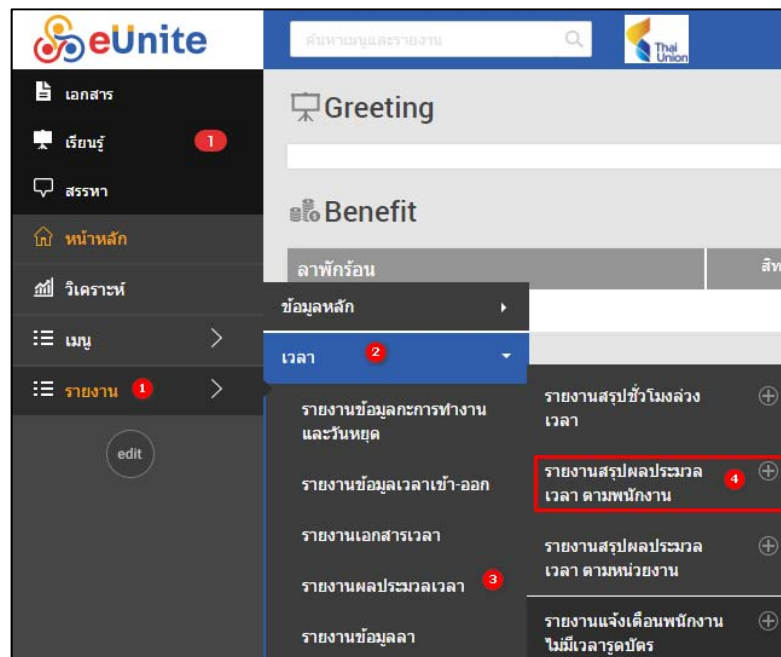 eUnite
ค้นหาเมนูและรายงาน
Thai
Union
เอกสาร
เรียนรู้ 1
สรรหา
หน้าหลัก
วิเคราะห์
เมนู
รายงาน 1
edit
Greeting
Benefit
ลาพักร้อน
ข้อมูลหลัก
เวลา 2
รายงานข้อมูลกะการทำงาน
และวันหยุด
รายงานข้อมูลเวลาเข้า-ออก
รายงานเอกสารเวลา
รายงานผลประมวลเวลา 3
รายงานข้อมูลลา
รายงานสรุปชั่วโมงล่วง
เวลา
รายงานสรุปผลประมวล
เวลา ตามพนักงาน 4
รายงานสรุปผลประมวล
เวลา ตามหน่วยงาน
รายงานแจ้งเตือนพนักงาน
ไม่มีเวลารูดบัตร